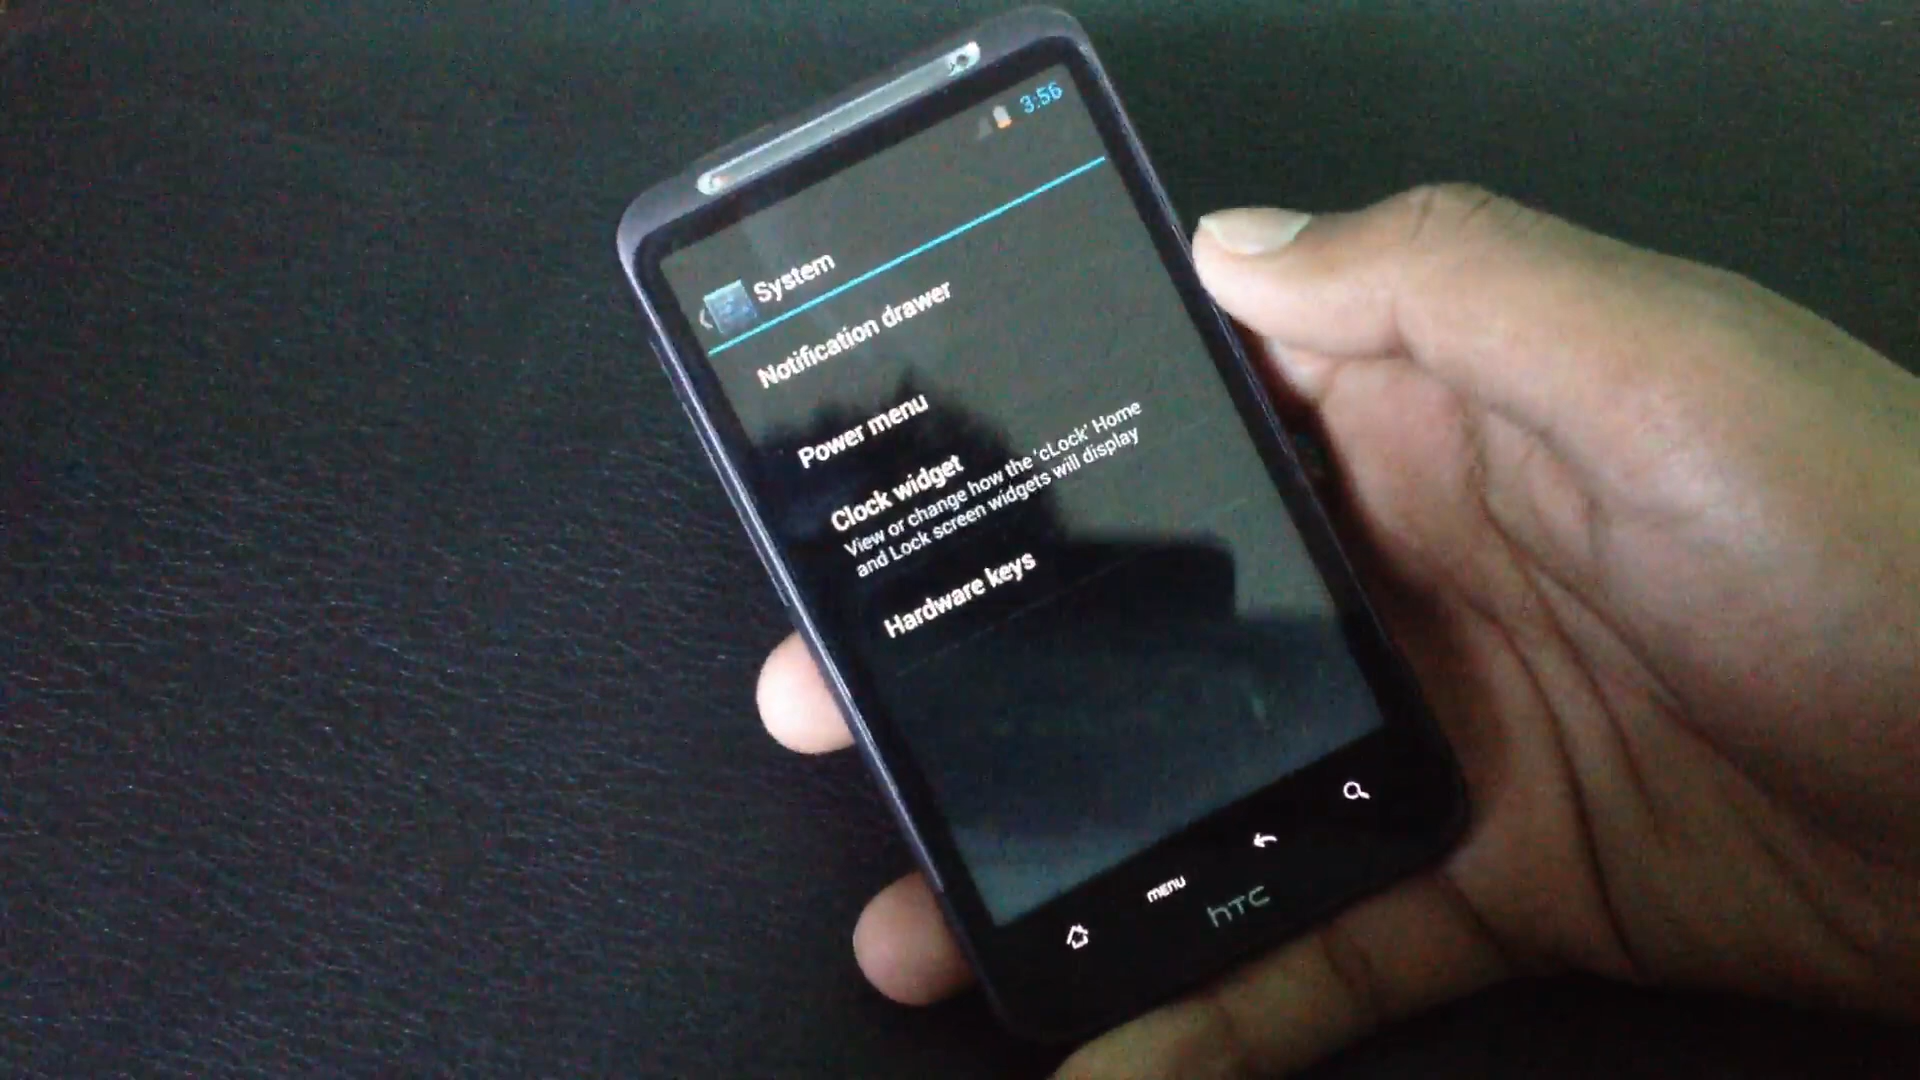 3:56
System
Notification drawer
Power menu
Clock widget
View or change how the 'cLock' Home
and Lock screen widgets will display
Hardware keys
MENU
hTC